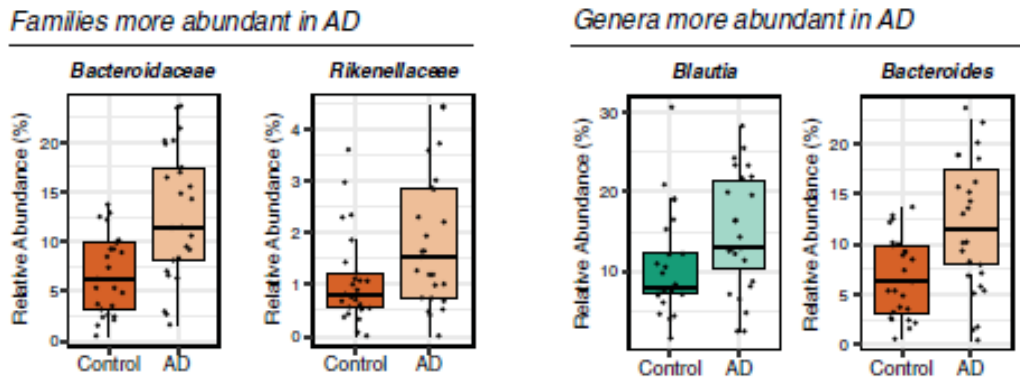 Families more abundant in AD
Genera more abundant in AD
Bacteroidaceae
Rikenellaceae
Blautia
Bacteroides
Relative Abundance (%)
20
15
10
5
0
Control AD
Relative Abundance (%)
4
3
2
1
0
Control AD
Relative Abundance (%)
30
20
10
Control AD
Relative Abundance (%)
20
15
10
5
0
Control AD